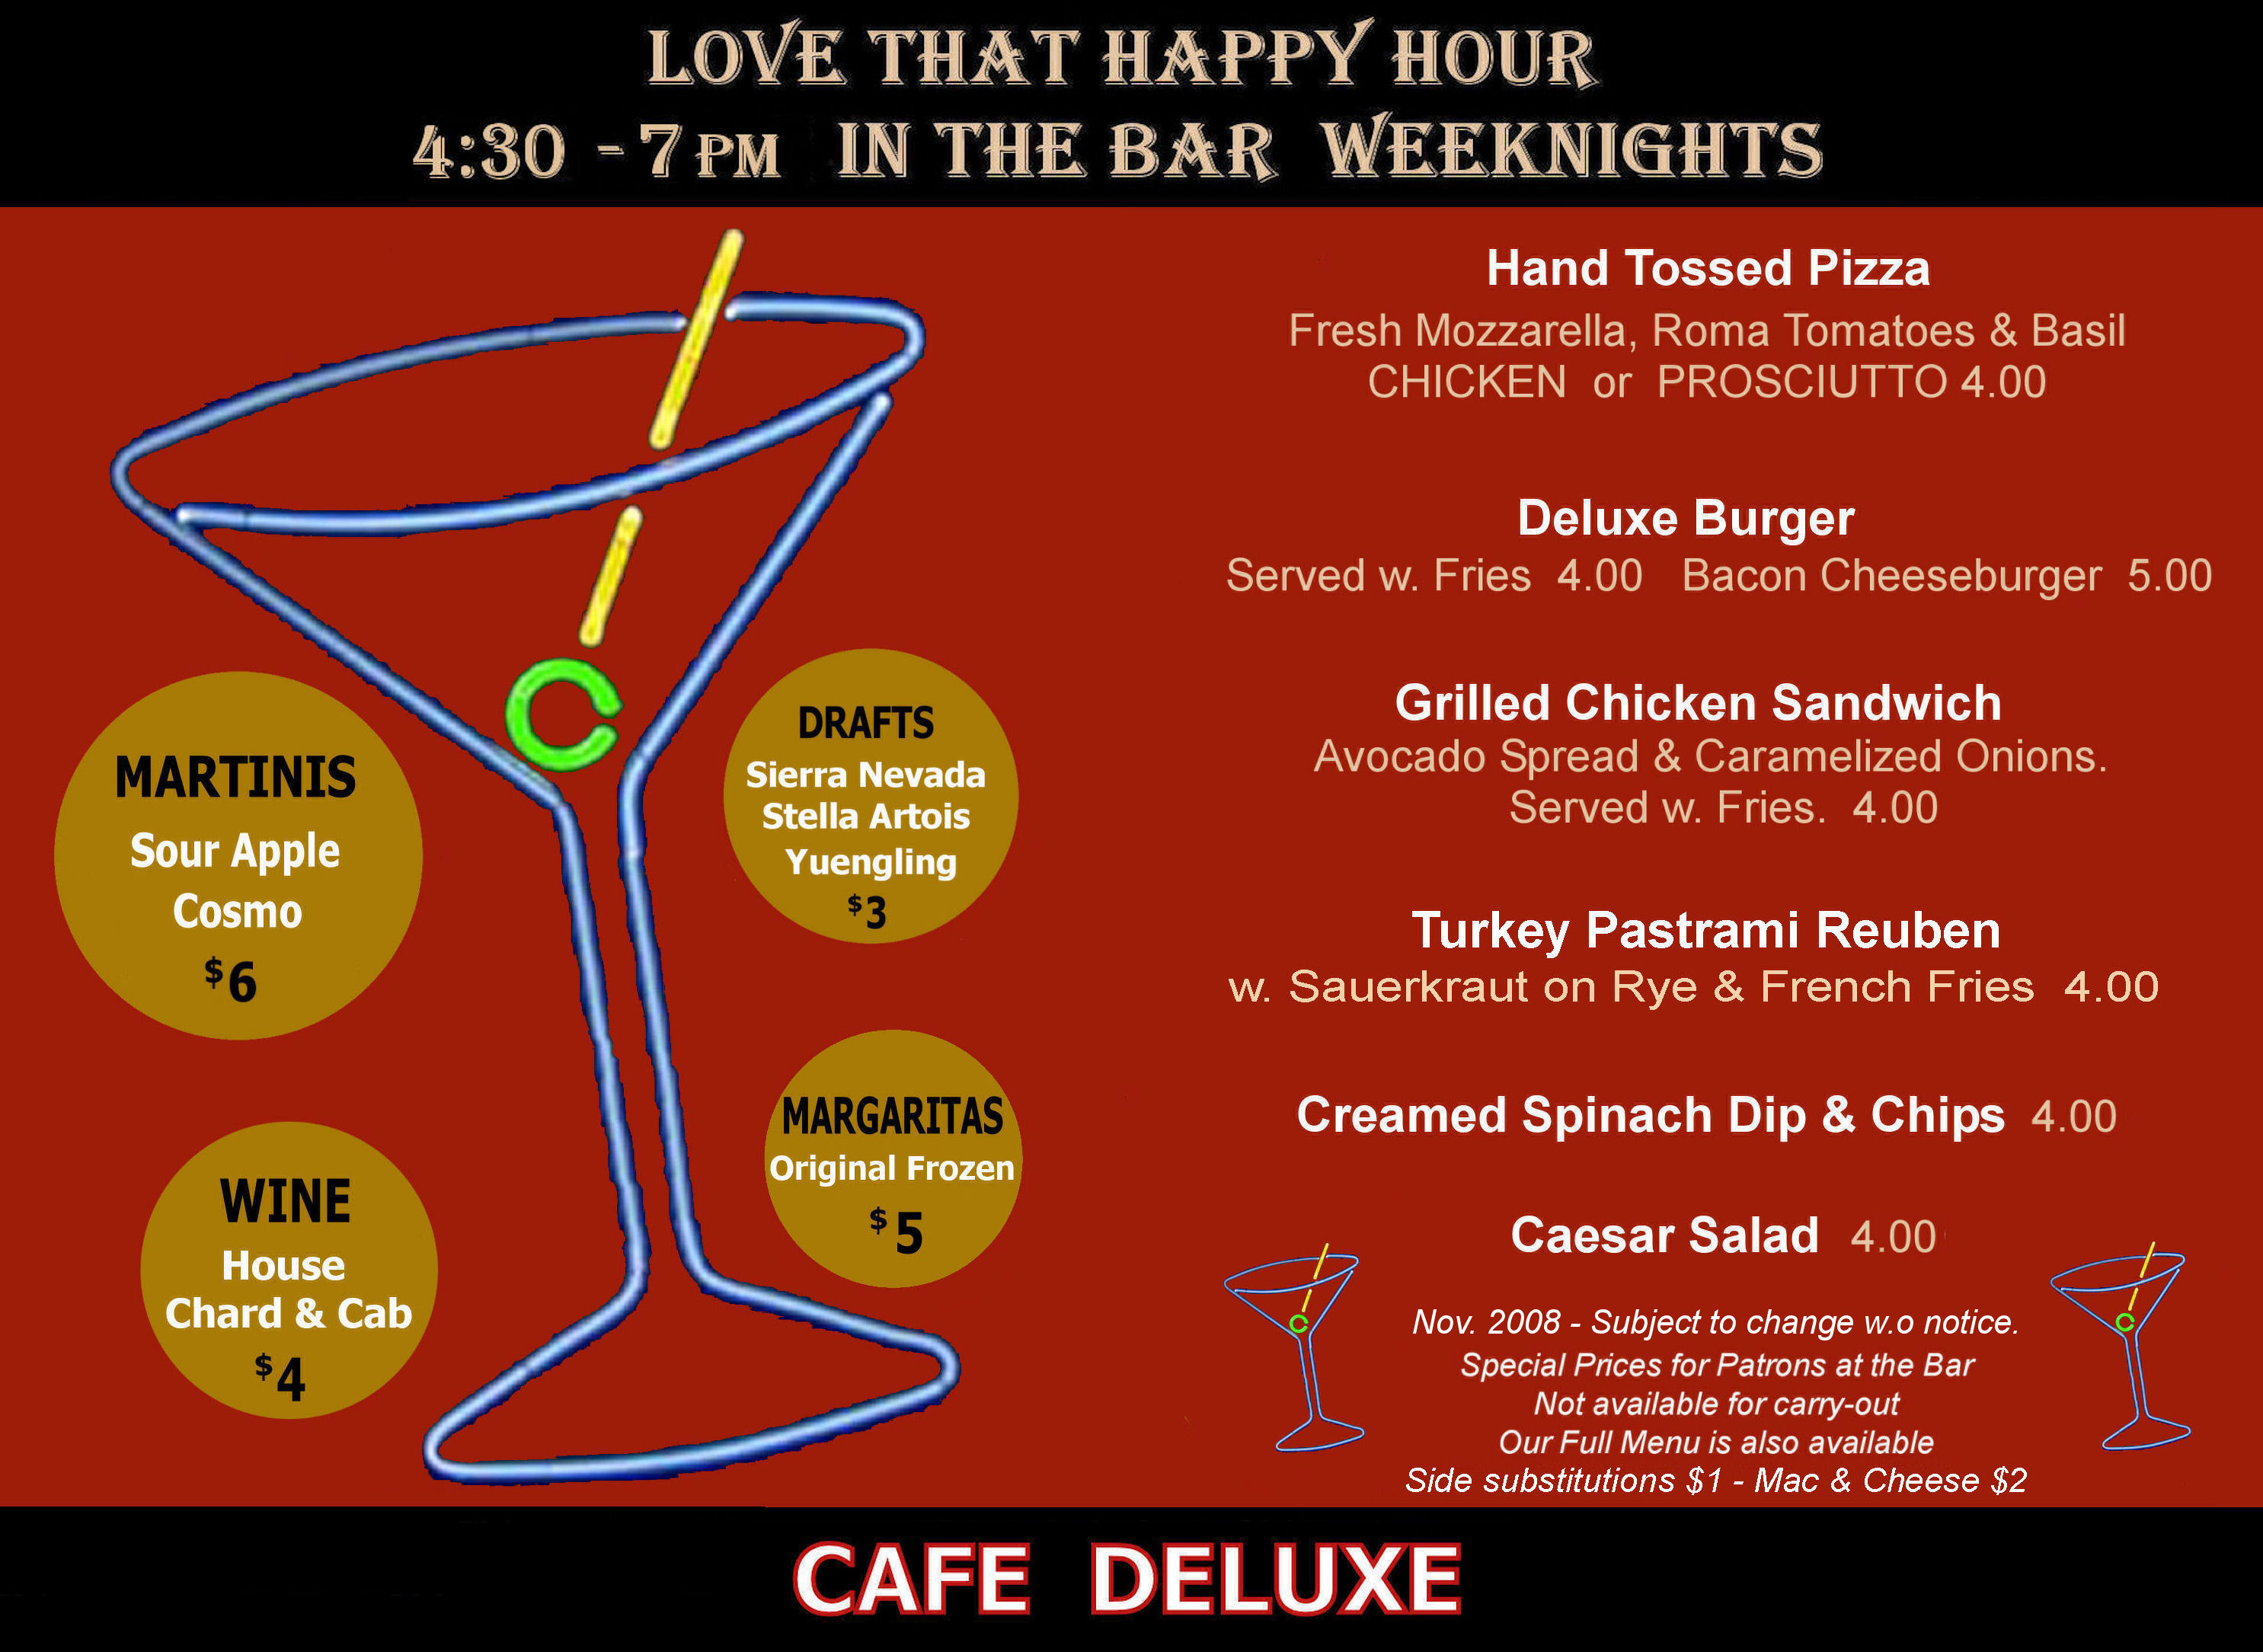 LOVE THAT HAPPY HOUR
4:30 - 7 PM IN THE BAR WEEKNIGHTS
MARTINIS
Sour Apple
Cosmo
$6
DRAFTS
Sierra Nevada
Stella Artois
Yuengling
$3
WINE
House
Chard & Cab
$4
MARGARITAS
Original Frozen
$5
Hand Tossed Pizza
Fresh Mozzarella, Roma Tomatoes & Basil
CHICKEN or PROSCIUTTO 4.00
Deluxe Burger
Served w. Fries 4.00 Bacon Cheeseburger 5.00
Grilled Chicken Sandwich
Avocado Spread & Caramelized Onions.
Served w. Fries. 4.00
Turkey Pastrami Reuben
w. Sauerkraut on Rye & French Fries 4.00
Creamed Spinach Dip & Chips 4.00
Caesar Salad 4.00
Nov. 2008 - Subject to change w.o notice.
Special Prices for Patrons at the Bar
Not available for carry-out
Our Full Menu is also available
Side substitutions $1 - Mac & Cheese $2
CAFE DELUXE